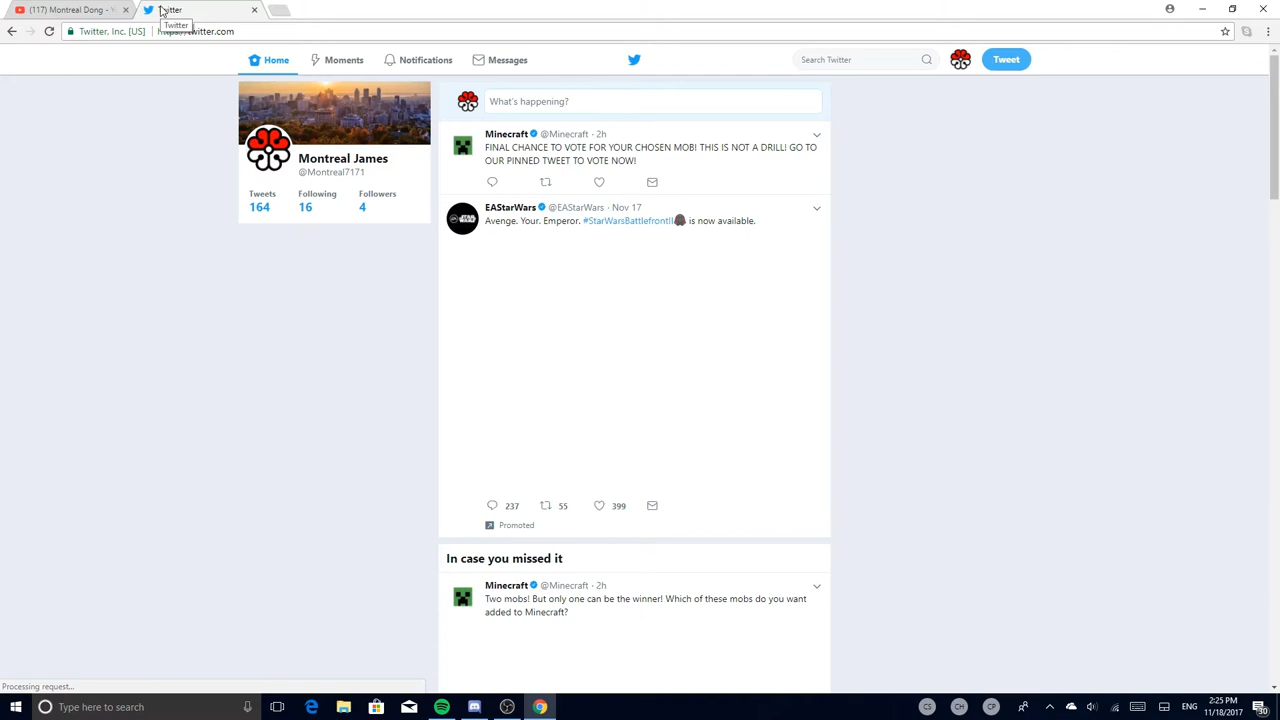 (117) Montreal Dong - Y
Twitter
Twitter
Twitter, Inc. [US]
https://twitter.com
Home
Moments
Notifications
Messages
Search Twitter
Tweet
What's happening?
Minecraft @Minecraft · 2h
FINAL CHANCE TO VOTE FOR YOUR CHOSEN MOB! THIS IS NOT A DRILL! GO TO
OUR PINNED TWEET TO VOTE NOW!
Montreal James
@Montreal7171
Tweets Following Followers
164 16 4
EAStarWars @EAStarWars · Nov 17
Avenge. Your. Emperor. #StarWarsBattlefrontII is now available.
237 55 399
Promoted
In case you missed it
Minecraft @Minecraft · 2h
Two mobs! But only one can be the winner! Which of these mobs do you want
added to Minecraft?
Processing request...
Type here to search
CS CH CP
ENG
2:25 PM
11/18/2017
30